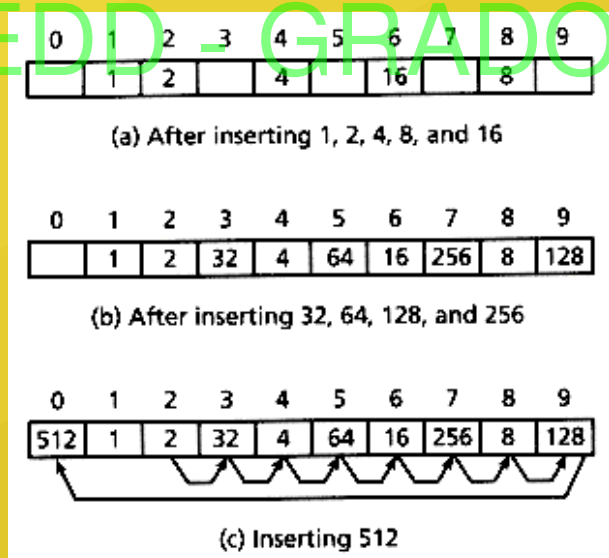 EDD - GRADO
0 1 2 3 4 5 6 7 8 9
1 2 4 16 8
(a) After inserting 1, 2, 4, 8, and 16
0 1 2 3 4 5 6 7 8 9
1 2 32 4 64 16 256 8 128
(b) After inserting 32, 64, 128, and 256
0 1 2 3 4 5 6 7 8 9
512 1 2 32 4 64 16 256 8 128
(c) Inserting 512